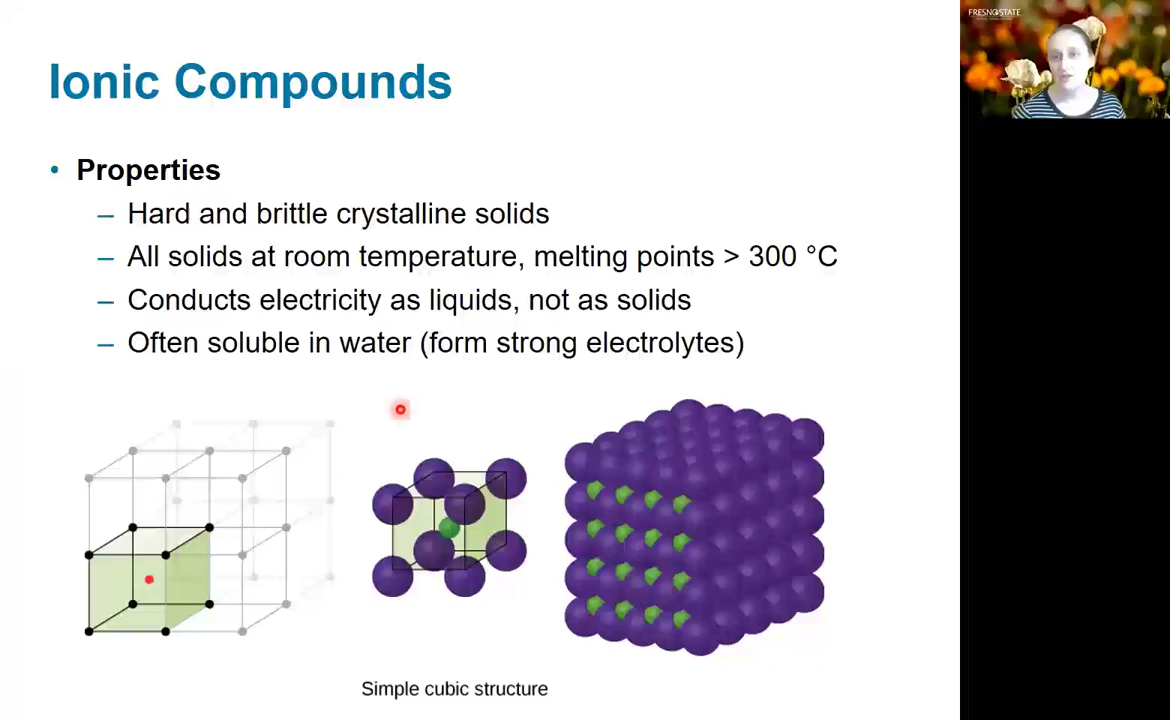 FRESNO STATE
Ionic Compounds
• Properties
– Hard and brittle crystalline solids
– All solids at room temperature, melting points > 300 °C
– Conducts electricity as liquids, not as solids
– Often soluble in water (form strong electrolytes)
Simple cubic structure